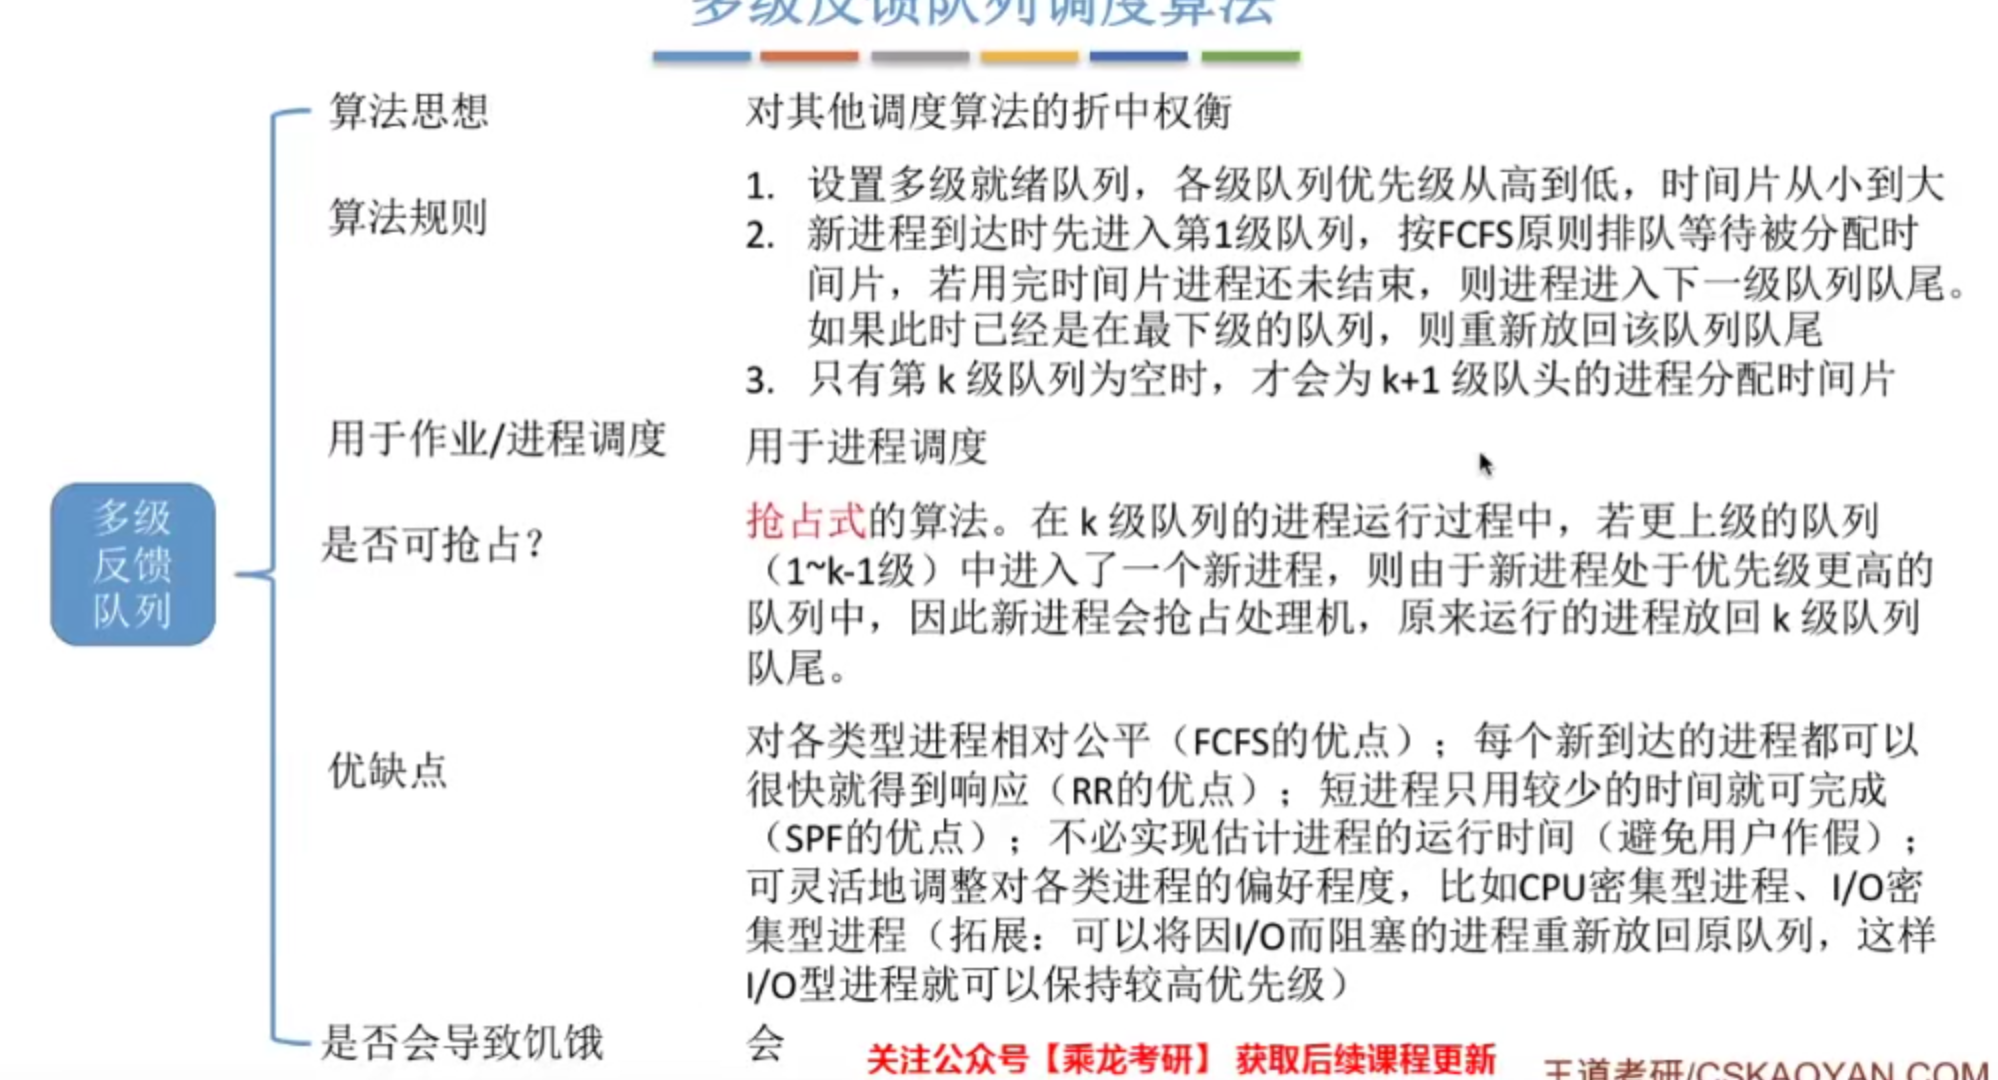 多级反馈队列调度算法
算法思想
对其他调度算法的折中权衡
算法规则
1. 设置多级就绪队列，各级队列优先级从高到低，时间片从小到大
2. 新进程到达时先进入第1级队列，按FCFS原则排队等待被分配时
间片，若用完时间片进程还未结束，则进程进入下一级队列队尾。
如果此时已经是在最下级的队列，则重新放回该队列队尾
3. 只有第 k 级队列为空时，才会为 k+1 级队头的进程分配时间片
用于作业/进程调度
用于进程调度
多级
反馈
队列
是否可抢占？
抢占式的算法。在 k 级队列的进程运行过程中，若更上级的队列
（1~k-1级）中进入了一个新进程，则由于新进程处于优先级更高的
队列中，因此新进程会抢占处理机，原来运行的进程放回 k 级队列
队尾。
优缺点
对各类型进程相对公平（FCFS的优点）；每个新到达的进程都可以
很快就得到响应（RR的优点）；短进程只用较少的时间就可完成
（SPF的优点）；不必实现估计进程的运行时间（避免用户作假）；
可灵活地调整对各类进程的偏好程度，比如CPU密集型进程、I/O密
集型进程（拓展：可以将因I/O而阻塞的进程重新放回原队列，这样
I/O型进程就可以保持较高优先级）
是否会导致饥饿
会
关注公众号【乘龙考研】 获取后续课程更新
王道考研/CSKAOYAN.COM